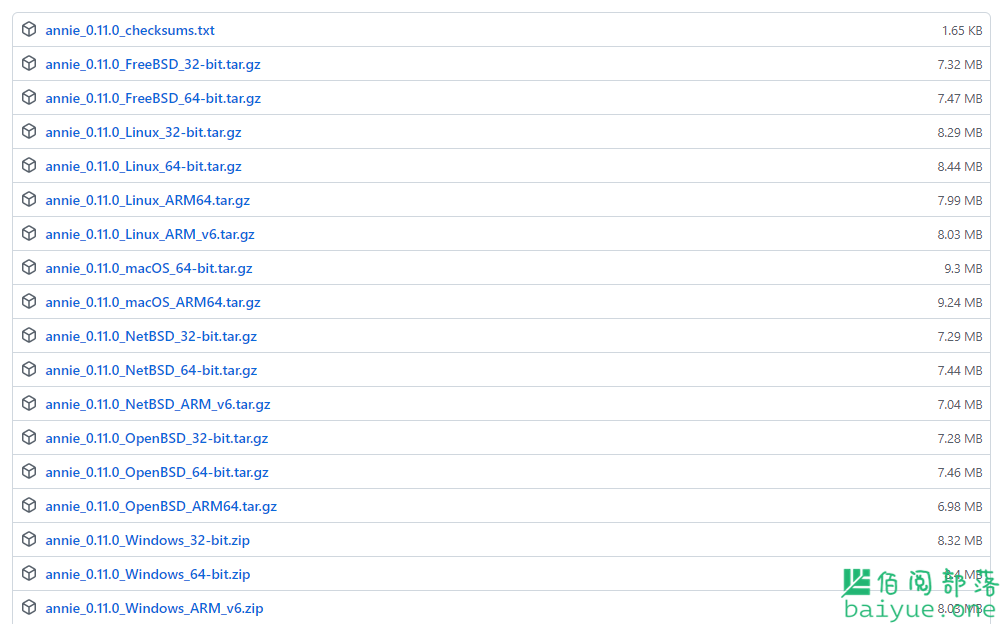 annie_0.11.0_checksums.txt 1.65 KB
annie_0.11.0_FreeBSD_32-bit.tar.gz 7.32 MB
annie_0.11.0_FreeBSD_64-bit.tar.gz 7.47 MB
annie_0.11.0_Linux_32-bit.tar.gz 8.29 MB
annie_0.11.0_Linux_64-bit.tar.gz 8.44 MB
annie_0.11.0_Linux_ARM64.tar.gz 7.99 MB
annie_0.11.0_Linux_ARM_v6.tar.gz 8.03 MB
annie_0.11.0_macOS_64-bit.tar.gz 9.3 MB
annie_0.11.0_macOS_ARM64.tar.gz 9.24 MB
annie_0.11.0_NetBSD_32-bit.tar.gz 7.29 MB
annie_0.11.0_NetBSD_64-bit.tar.gz 7.44 MB
annie_0.11.0_NetBSD_ARM_v6.tar.gz 7.04 MB
annie_0.11.0_OpenBSD_32-bit.tar.gz 7.28 MB
annie_0.11.0_OpenBSD_64-bit.tar.gz 7.46 MB
annie_0.11.0_OpenBSD_ARM64.tar.gz 6.98 MB
annie_0.11.0_Windows_32-bit.zip 8.32 MB
annie_0.11.0_Windows_64-bit.zip MB
佰阅部落
annie_0.11.0_Windows_ARM_v6.zip 8.03 MB
baiyue.one